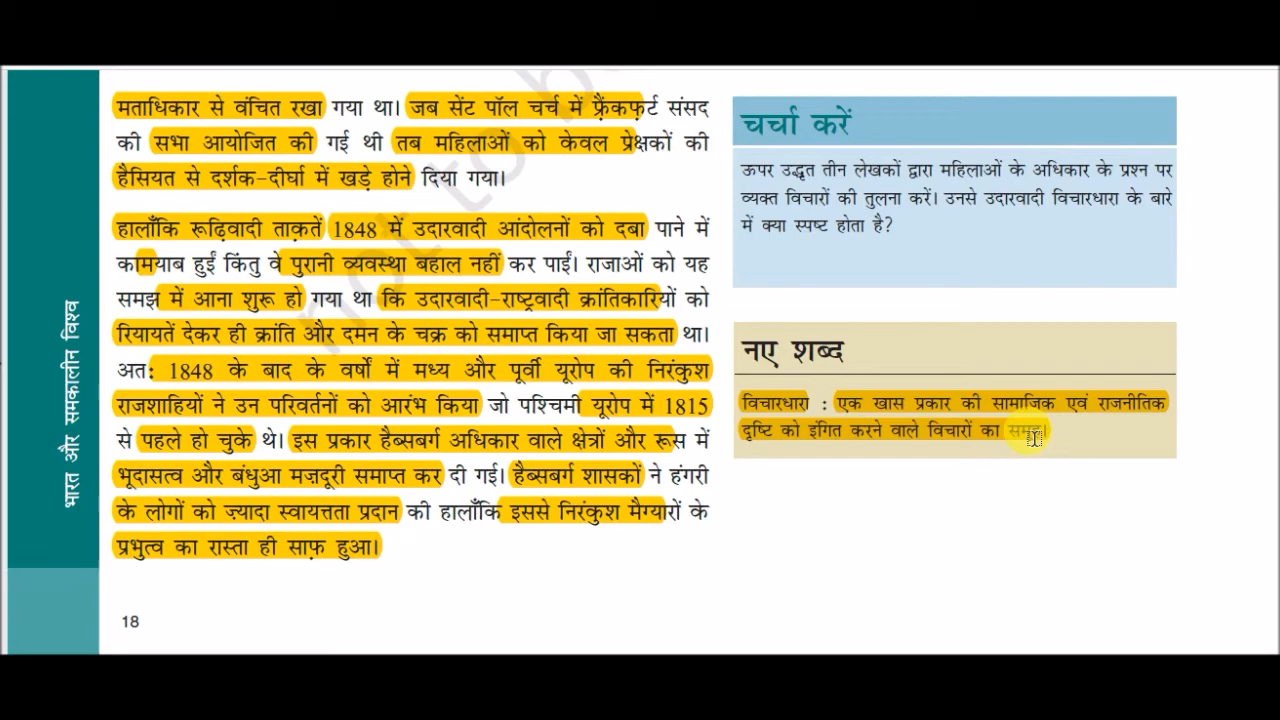 मताधिकार से वंचित रखा गया था। जब सेंट पॉल चर्च में फ़्रैंकफ़र्ट संसद
की सभा आयोजित की गई थी तब महिलाओं को केवल प्रेक्षकों की
हैसियत से दर्शक-दीर्घा में खड़े होने दिया गया।
हालाँकि रूढ़िवादी ताक़तें 1848 में उदारवादी आंदोलनों को दबा पाने में
कामयाब हुईं किंतु वे पुरानी व्यवस्था बहाल नहीं कर पाईं। राजाओं को यह
समझ में आना शुरू हो गया था कि उदारवादी-राष्ट्रवादी क्रांतिकारियों को
रियायतें देकर ही क्रांति और दमन के चक्र को समाप्त किया जा सकता था।
अतः 1848 के बाद के वर्षों में मध्य और पूर्वी यूरोप की निरंकुश
राजशाहियों ने उन परिवर्तनों को आरंभ किया जो पश्चिमी यूरोप में 1815
से पहले हो चुके थे। इस प्रकार हैब्सबर्ग अधिकार वाले क्षेत्रों और रूस में
भूदासत्व और बंधुआ मज़दूरी समाप्त कर दी गई। हैब्सबर्ग शासकों ने हंगरी
के लोगों को ज़्यादा स्वायत्तता प्रदान की हालाँकि इससे निरंकुश मैग्यारों के
प्रभुत्व का रास्ता ही साफ़ हुआ।
चर्चा करें
ऊपर उद्धृत तीन लेखकों द्वारा महिलाओं के अधिकार के प्रश्न पर
व्यक्त विचारों की तुलना करें। उनसे उदारवादी विचारधारा के बारे
में क्या स्पष्ट होता है?
नए शब्द
विचारधारा : एक खास प्रकार की सामाजिक एवं राजनीतिक
दृष्टि को इंगित करने वाले विचारों का समूह।
भारत और समकालीन विश्व
18
not to be